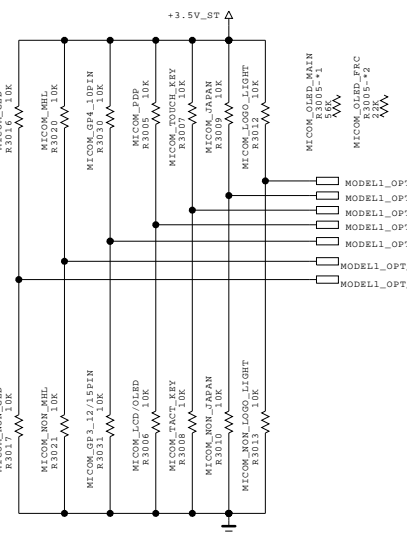 +3.5V_ST
R3016 10K
MICOM_MHL
R3020 10K
MICOM_GP4_10PIN
R3030 10K
MICOM_PDP
R3005 10K
MICOM_TOUCH_KEY
R3007 10K
MICOM_JAPAN
R3009 10K
MICOM_LOGO_LIGHT
R3012 10K
MICOM_OLED_MAIN
R3005-*1
56K
MICOM_OLED_FRC
R3005-*2
22K
MODEL1_OPT
MODEL1_OPT
MODEL1_OPT
MODEL1_OPT
MODEL1_OPT
MODEL1_OPT
MODEL1_OPT
R3017 10K
MICOM_NON_MHL
R3021 10K
MICOM_GP3_12/15PIN
R3031 10K
MICOM_LCD/OLED
R3006 10K
MICOM_TACT_KEY
R3008 10K
MICOM_NON_JAPAN
R3010 10K
MICOM_NON_LOGO_LIGHT
R3013 10K